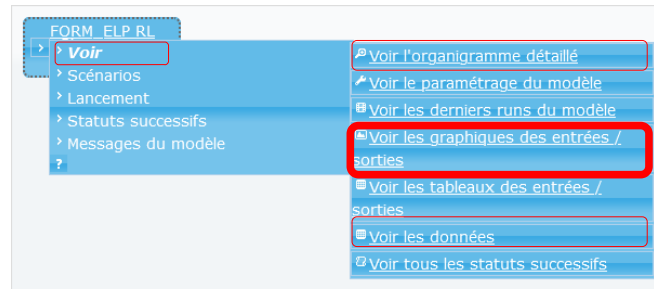 FORM_ELP RL
Voir
Scénarios
Lancement
Statuts successifs
Messages du modèle
?
Voir l'organigramme détaillé
Voir le paramétrage du modèle
Voir les derniers runs du modèle
Voir les graphiques des entrées /
sorties
Voir les tableaux des entrées /
sorties
Voir les données
Voir tous les statuts successifs